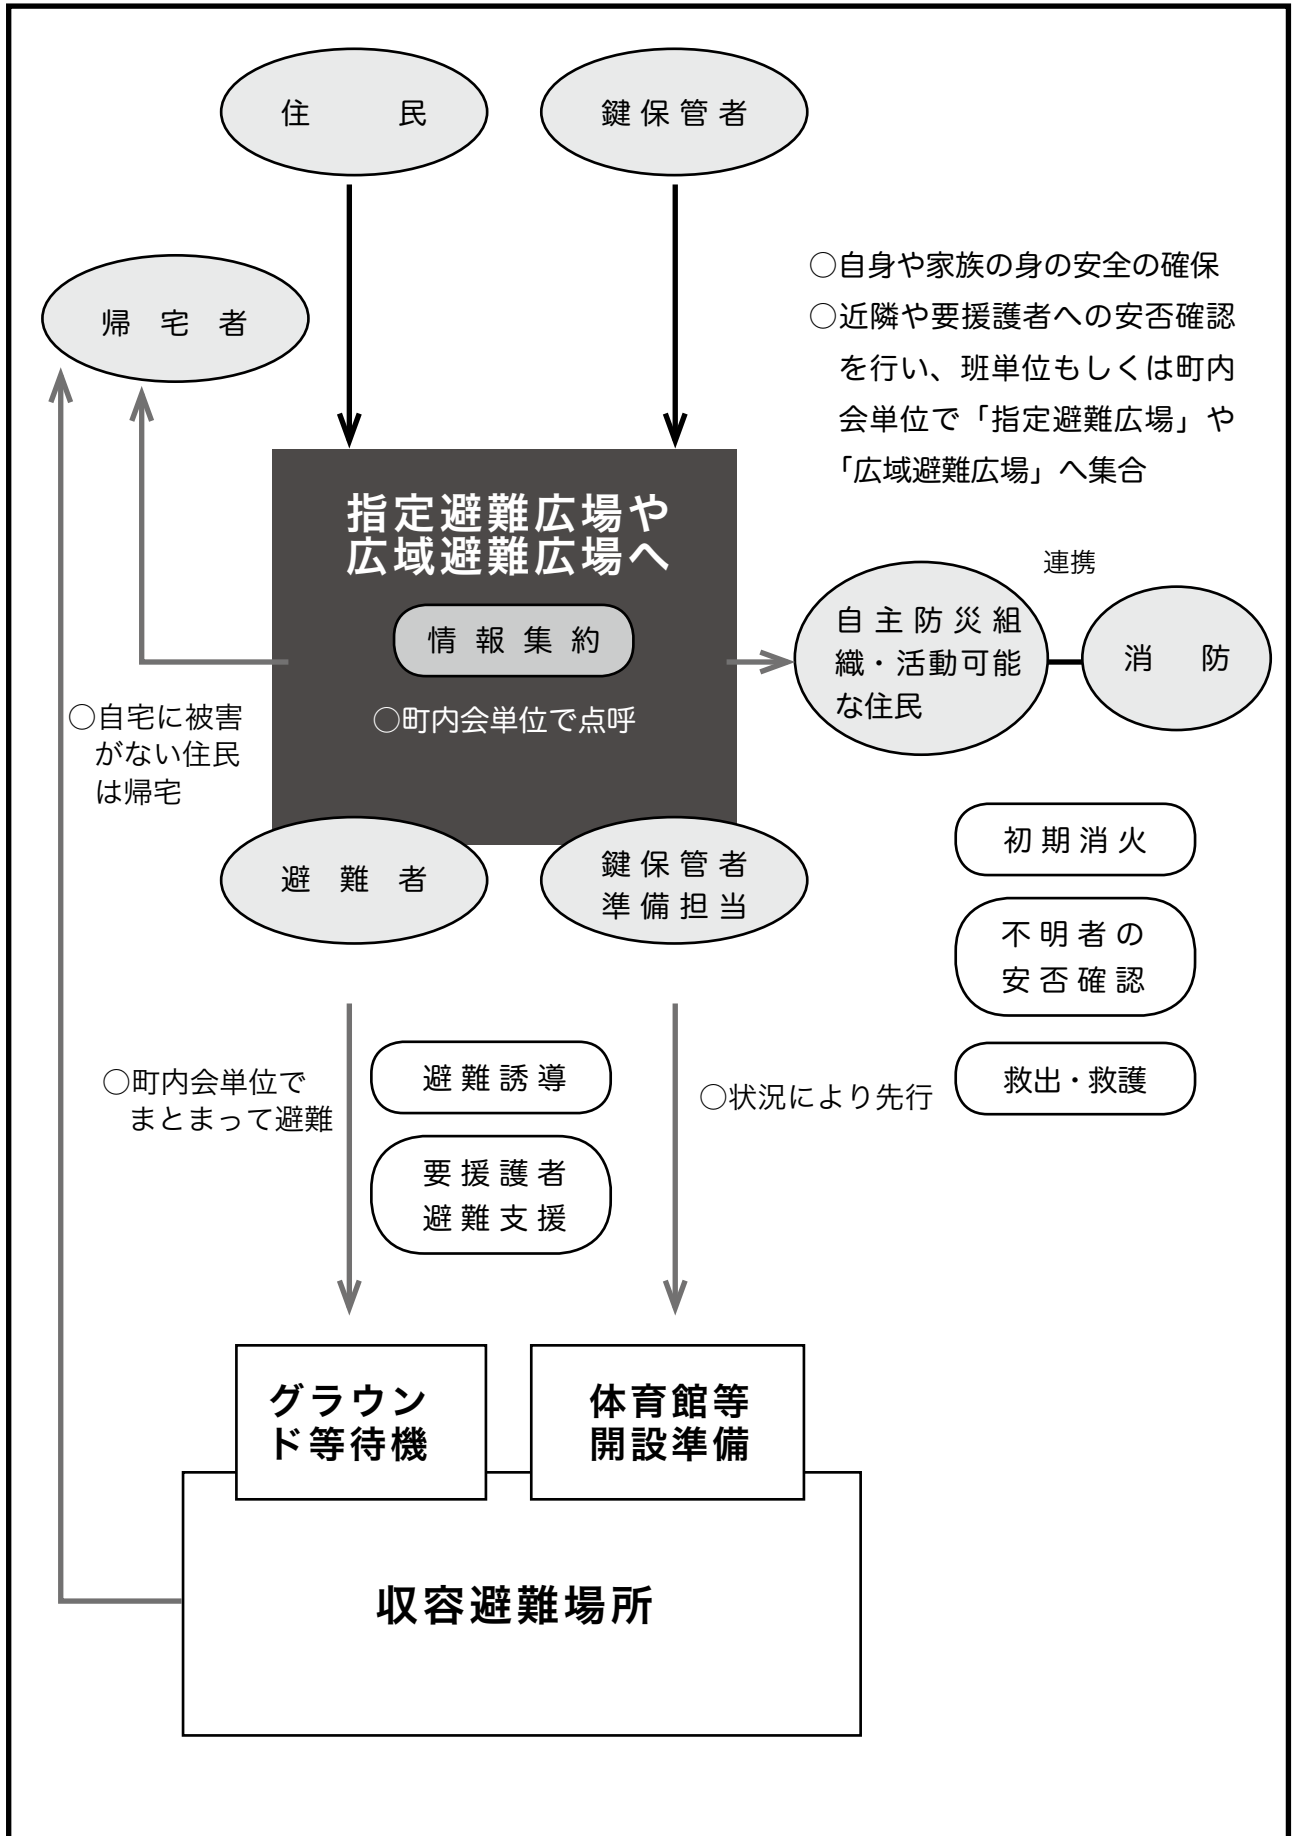 住　民
鍵保管者
○自身や家族の身の安全の確保
○近隣や要援護者への安否確認
を行い、班単位もしくは町内
会単位で「指定避難広場」や
「広域避難広場」へ集合
帰宅者
指定避難広場や
広域避難広場へ
情報集約
○町内会単位で点呼
連携
自主防災組
織・活動可能
な住民
消　防
○自宅に被害
がない住民
は帰宅
避難者
鍵保管者
準備担当
初期消火
不明者の
安否確認
救出・救護
○町内会単位で
まとまって避難
避難誘導
要援護者
避難支援
○状況により先行
グラウン
ド等待機
体育館等
開設準備
収容避難場所